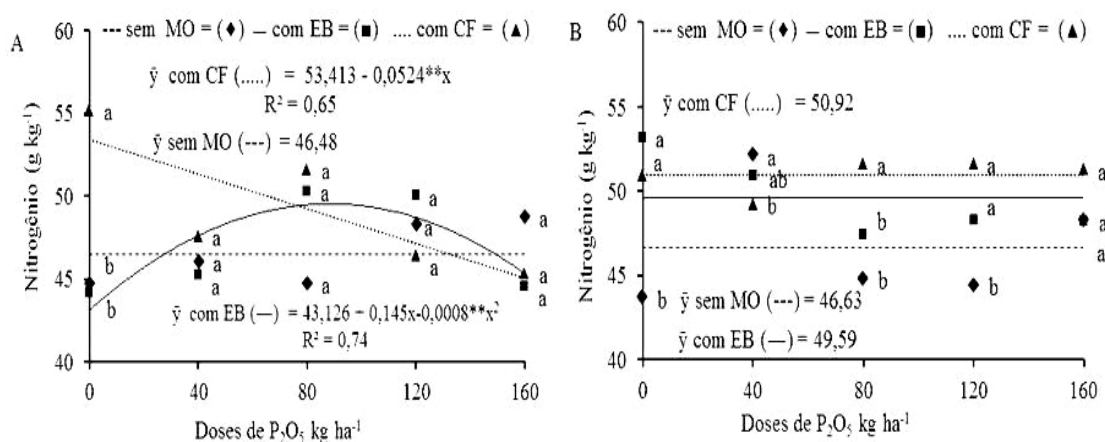 A
--- sem MO = (♦) — com EB = (■) .... com CF = (▲)
ȳ com CF (.....) = 53,413 - 0,0524**x
R² = 0,65
ȳ sem MO (---) = 46,48
ȳ com EB (—) = 43,126 + 0,145x-0,0008**x²
R² = 0,74
Nitrogênio (g kg⁻¹)
60
55
50
45
40
a
b
b
a
a
a
a
a
a
a
a
a
a
a
a
0 40 80 120 160
Doses de P₂O₅ kg ha⁻¹
B
--- sem MO = (♦) — com EB = (■) .... com CF = (▲)
ȳ com CF (.....) = 50,92
ȳ sem MO (---) = 46,63
ȳ com EB (—) = 49,59
Nitrogênio (g kg⁻¹)
60
55
50
45
40
a
a
b
a
ab
b
a
b
b
a
a
b
a
a
a
0 40 80 120 160
Doses de P₂O₅ kg ha⁻¹